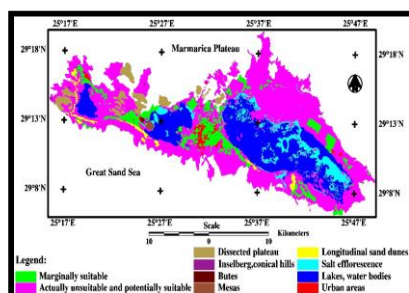 25°17' 25°27' 25°37' 25°47'
29°18' Marmarica Plateau 29°18'
29°13' 29°13'
Great Sand Sea
29°8' 29°8'
25°17' 25°27' 25°37' 25°47'
Scale
10 0 10 Kilometers
Legend:
Dissected plateau
Longitudinal sand dunes
Inselberg,conical hills
Salt efflorescence
Marginally suitable
Butes
Lakes, water bodies
Actually unsuitable and potentially suitable
Mesas
Urban areas